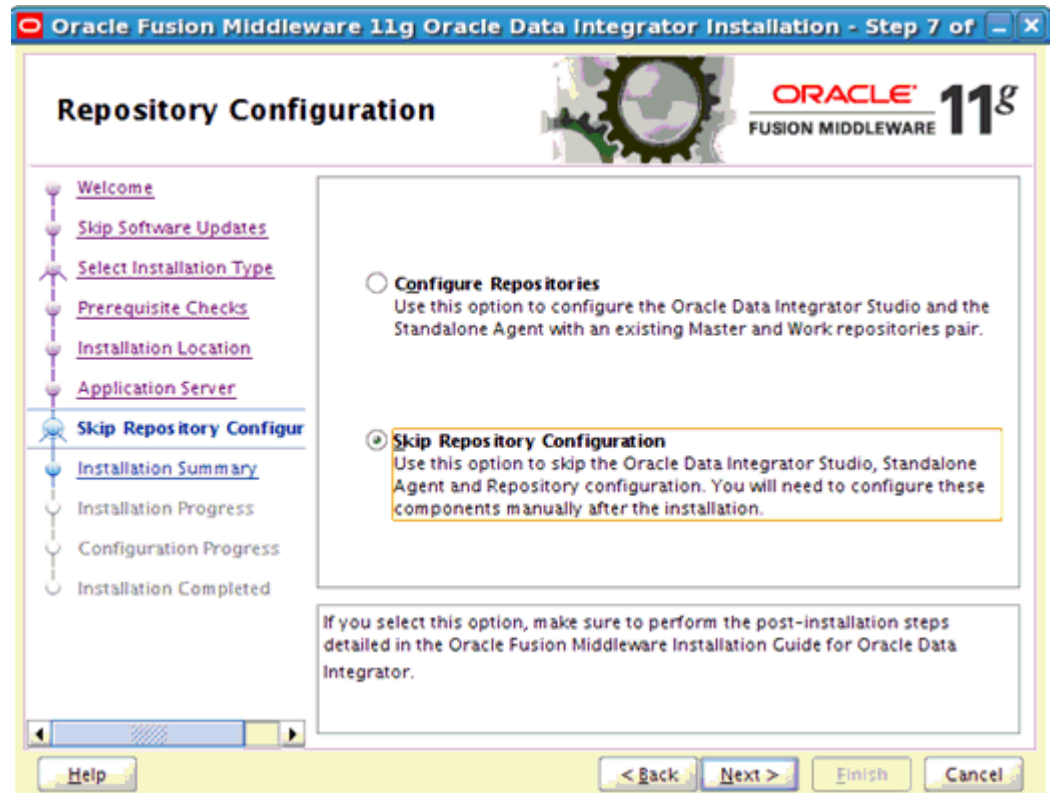 Oracle Fusion Middleware 11g Oracle Data Integrator Installation - Step 7 of
Repository Configuration
ORACLE
FUSION MIDDLEWARE 11g
Welcome
Skip Software Updates
Select Installation Type
Prerequisite Checks
Installation Location
Application Server
Skip Repository Configur
Installation Summary
Installation Progress
Configuration Progress
Installation Completed
Configure Repositories
Use this option to configure the Oracle Data Integrator Studio and the
Standalone Agent with an existing Master and Work repositories pair.
Skip Repository Configuration
Use this option to skip the Oracle Data Integrator Studio, Standalone
Agent and Repository configuration. You will need to configure these
components manually after the installation.
If you select this option, make sure to perform the post-installation steps
detailed in the Oracle Fusion Middleware Installation Guide for Oracle Data
Integrator.
Help
< Back
Next >
Finish
Cancel